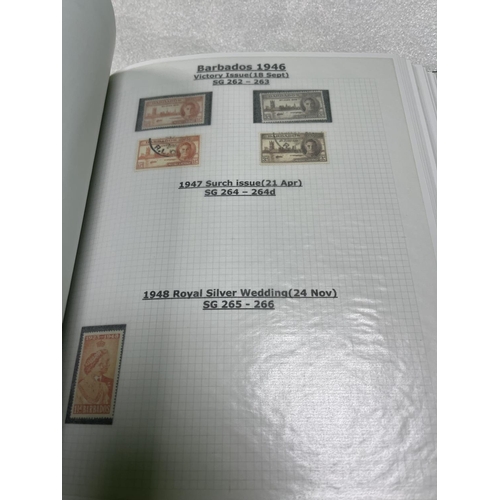 Barbados 1946
Victory Issue(18 Sept)
SG 262 – 263
1947 Surch issue(21 Apr)
SG 264 – 264d
1948 Royal Silver Wedding(24 Nov)
SG 265 - 266